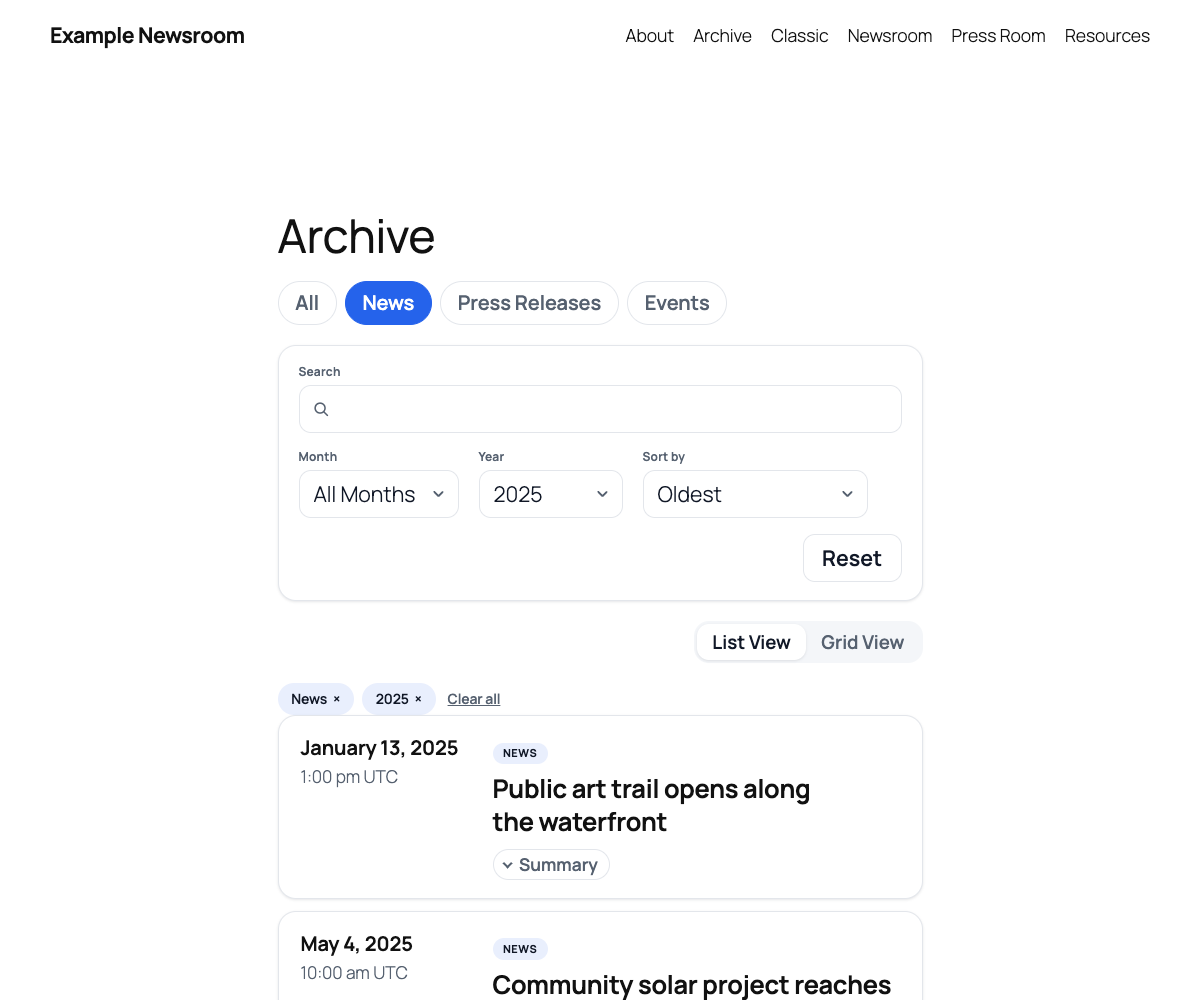 Example Newsroom
About Archive Classic Newsroom Press Room Resources
Archive
All News Press Releases Events
Search
Month Year Sort by
All Months 2025 Oldest
Reset
List View Grid View
News × 2025 × Clear all
January 13, 2025
1:00 pm UTC
NEWS
Public art trail opens along
the waterfront
Summary
May 4, 2025
10:00 am UTC
NEWS
Community solar project reaches